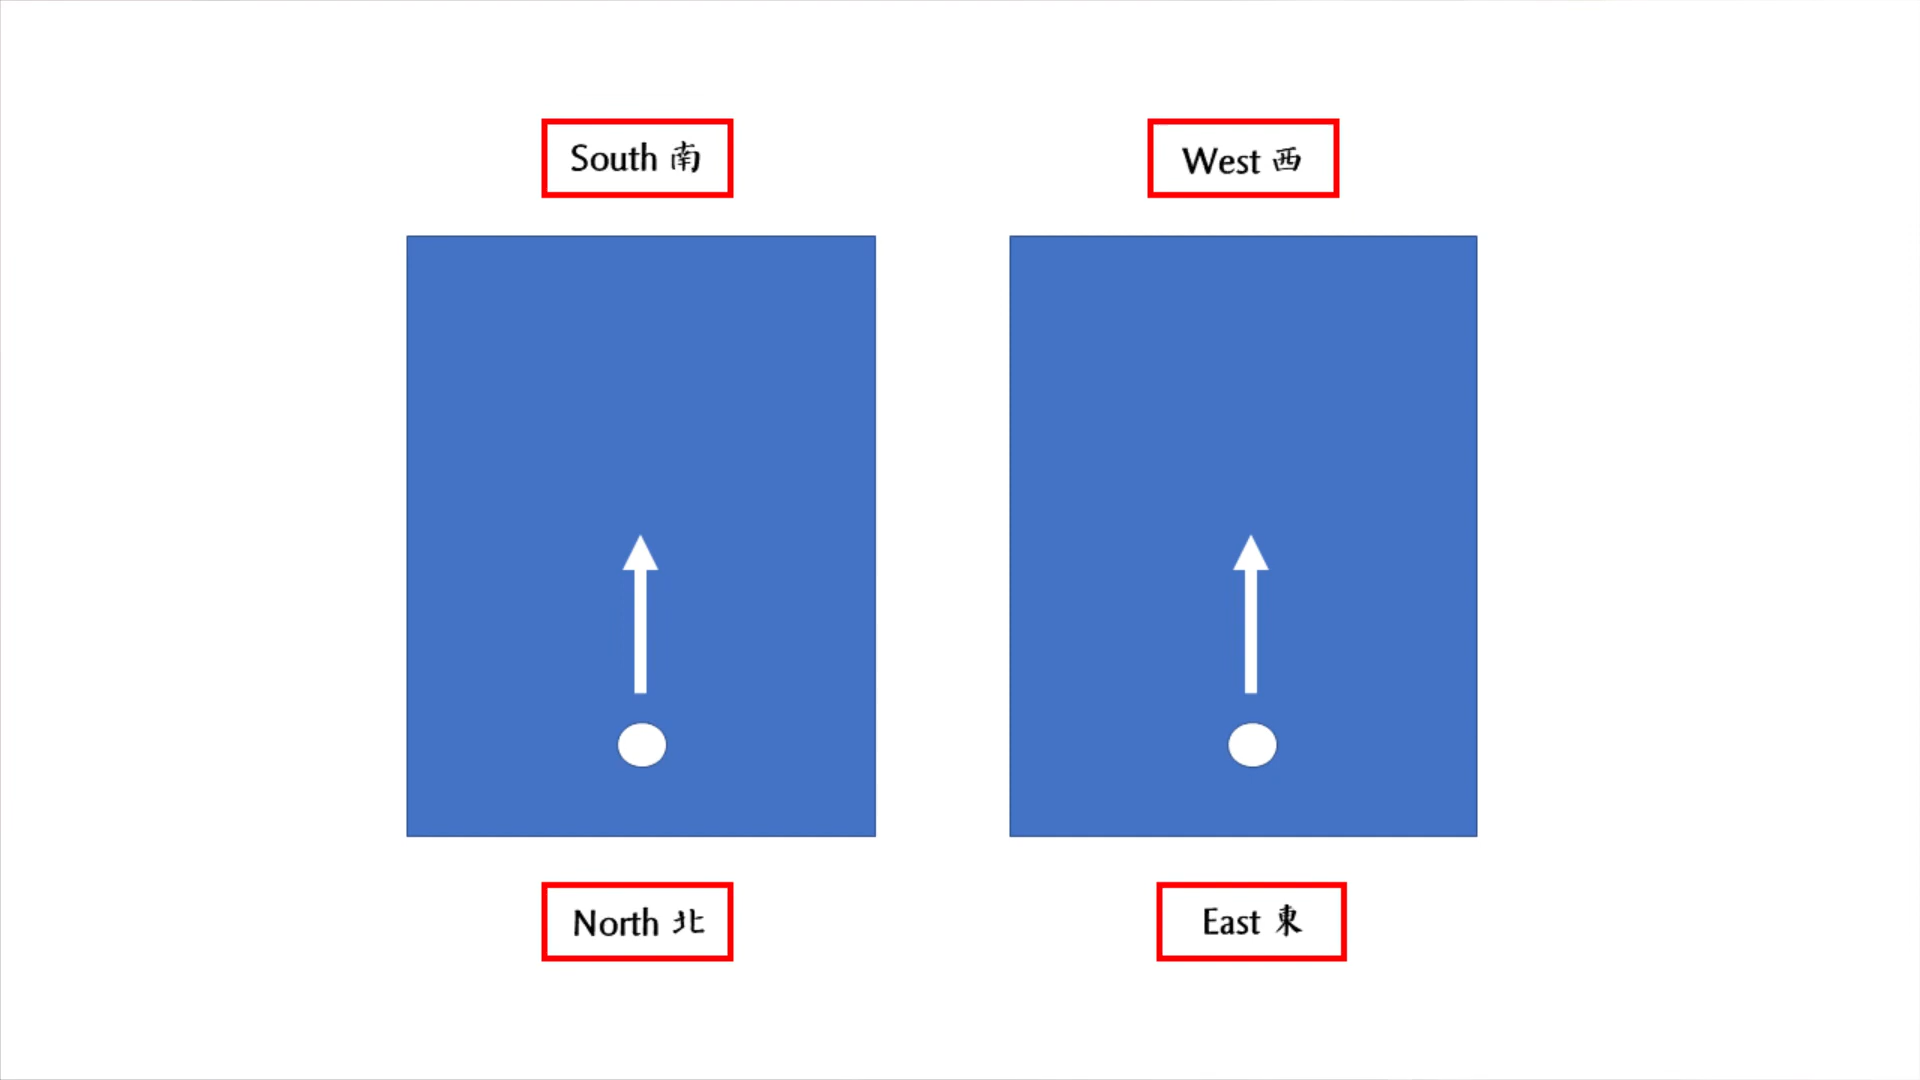 South 南
West 西
North 北
East 東